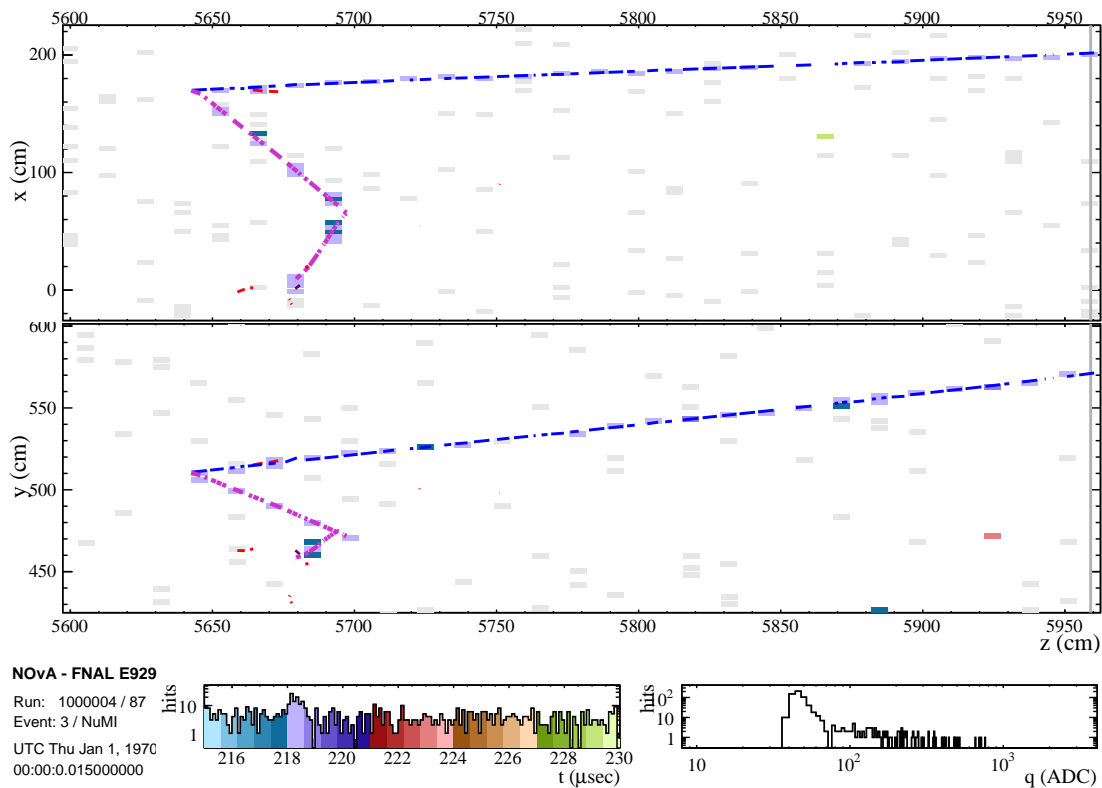 5600 5650 5700 5750 5800 5850 5900 5950
200
100
0
x (cm)
600
550
500
450
y (cm)
5600 5650 5700 5750 5800 5850 5900 5950
z (cm)
NOvA - FNAL E929
Run: 1000004 / 87
Event: 3 / NuMI
UTC Thu Jan 1, 1970
00:00:0.015000000
hits
10
1
216 218 220 222 224 226 228 230
t (μsec)
hits
10²
10
1
10 10² 10³
q (ADC)